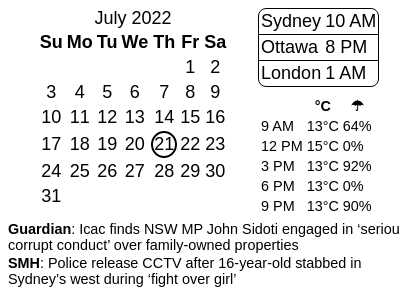 July 2022
Su Mo Tu We Th Fr Sa
1 2
3 4 5 6 7 8 9
10 11 12 13 14 15 16
17 18 19 20 21 22 23
24 25 26 27 28 29 30
31
Sydney 10 AM
Ottawa 8 PM
London 1 AM
°C ☂
9 AM 13°C 64%
12 PM 15°C 0%
3 PM 13°C 92%
6 PM 13°C 0%
9 PM 13°C 90%
Guardian: Icac finds NSW MP John Sidoti engaged in ‘seriou
corrupt conduct’ over family-owned properties
SMH: Police release CCTV after 16-year-old stabbed in
Sydney’s west during ‘fight over girl’